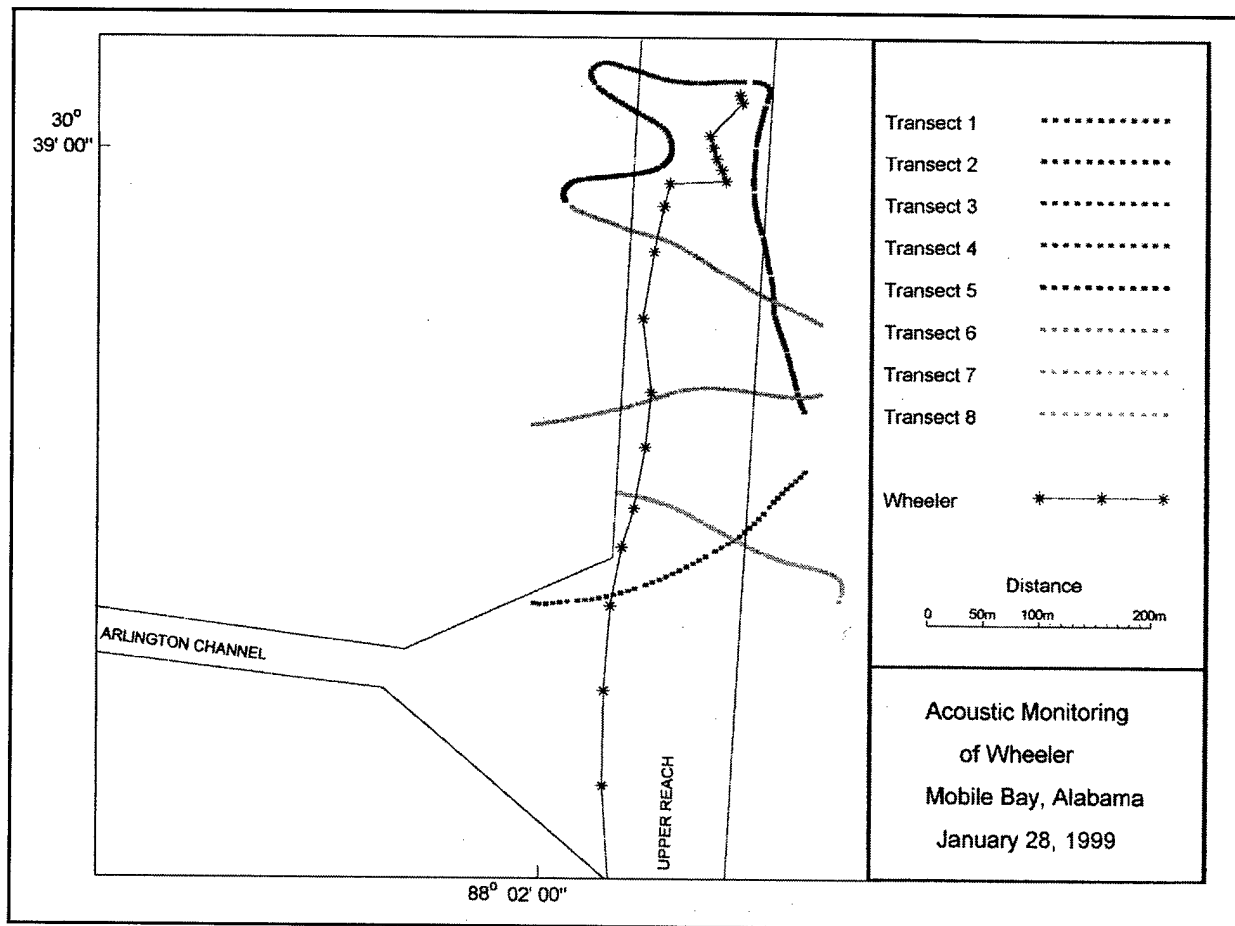 30°
39' 00"
ARLINGTON CHANNEL
UPPER REACH
88° 02' 00"
Transect 1
Transect 2
Transect 3
Transect 4
Transect 5
Transect 6
Transect 7
Transect 8
Wheeler
Distance
0 50m 100m 200m
Acoustic Monitoring
of Wheeler
Mobile Bay, Alabama
January 28, 1999